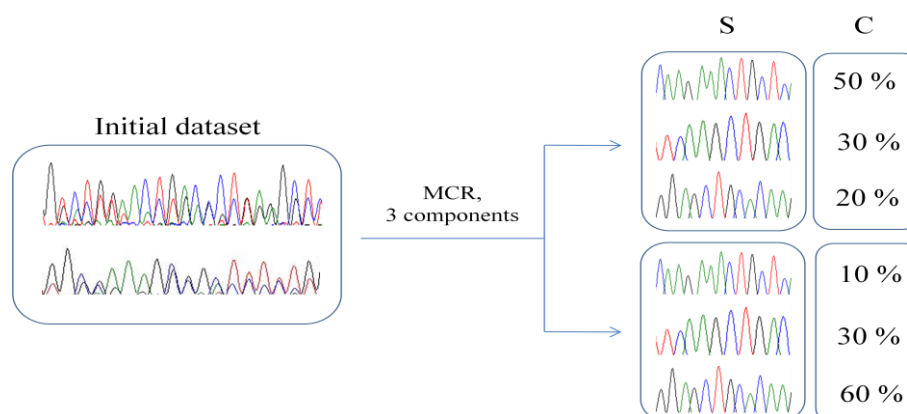 Initial dataset
MCR,
3 components
S
C
50 %
30 %
20 %
10 %
30 %
60 %